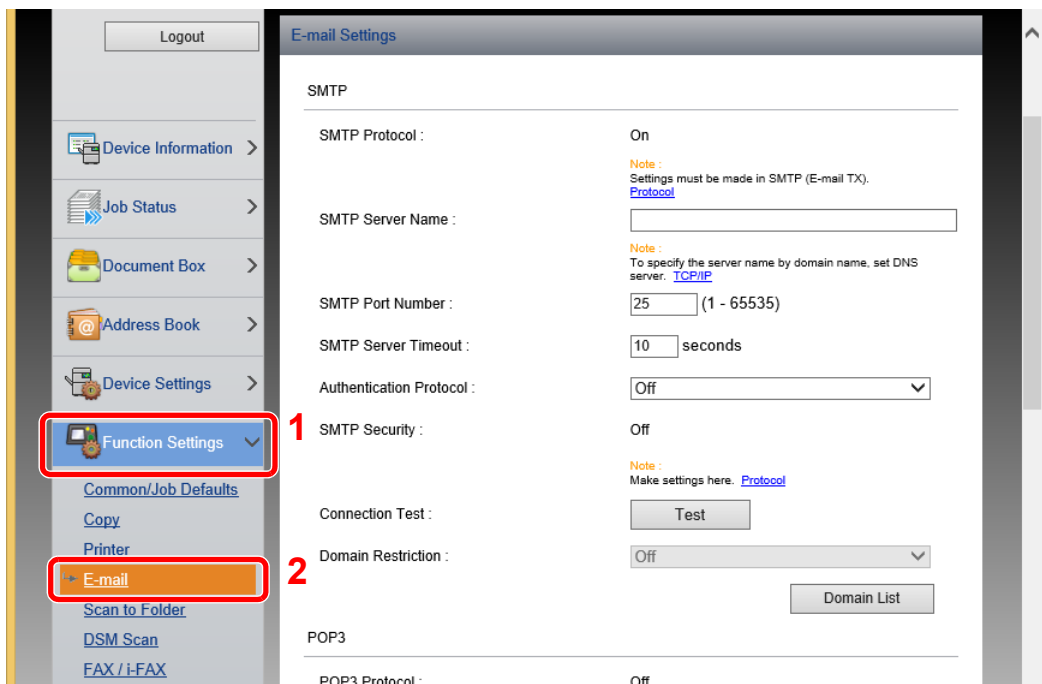 Logout
Device Information
Job Status
Document Box
Address Book
Device Settings
Function Settings
1
Common/Job Defaults
Copy
Printer
E-mail
2
Scan to Folder
DSM Scan
FAX / i-FAX
E-mail Settings
SMTP
SMTP Protocol : On
Note :
Settings must be made in SMTP (E-mail TX).
Protocol
SMTP Server Name :
Note :
To specify the server name by domain name, set DNS
server. TCP/IP
SMTP Port Number : 25 (1 - 65535)
SMTP Server Timeout : 10 seconds
Authentication Protocol : Off
SMTP Security : Off
Note :
Make settings here. Protocol
Connection Test : Test
Domain Restriction : Off
Domain List
POP3
POP3 Protocol : Off